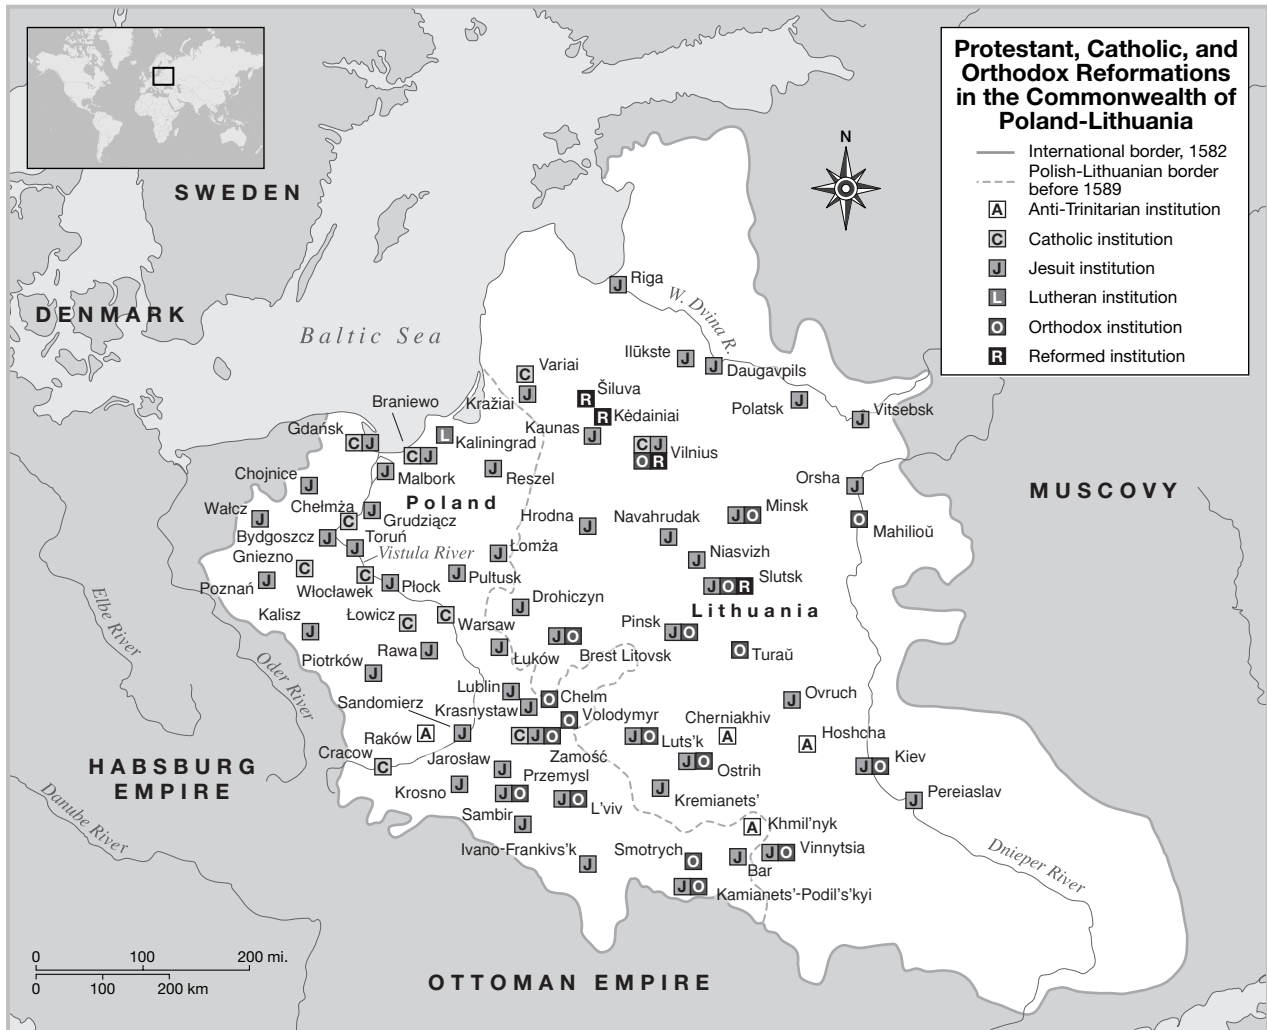 Protestant, Catholic, and
Orthodox Reformations
in the Commonwealth of
Poland-Lithuania
International border, 1582
Polish-Lithuanian border
before 1589
A Anti-Trinitarian institution
C Catholic institution
J Jesuit institution
L Lutheran institution
O Orthodox institution
R Reformed institution
N
SWEDEN
DENMARK
Baltic Sea
MUSCOVY
HABSBURG
EMPIRE
OTTOMAN EMPIRE
Poland
Lithuania
W. Dvina R.
Vistula River
Elbe River
Oder River
Danube River
Dnieper River
J Riga
Ilūkste J
J Daugavpils
C Variai
Kražiai J
R Šiluva
R Kėdainiai
Kaunas J
Polatsk J
J Vitsebsk
C J
O R Vilnius
Braniewo
C J
Gdańsk
C J
L Kaliningrad
J Malbork
J Reszel
Chojnice J
Orsha J
Wałcz J
Chełmża C
J Grudziącz
Bydgoszcz J
J Toruń
Hrodna J
Navahrudak J
J O Minsk
O Mahilioŭ
Gniezno C
Poznań J
Włocławek C
J Płock
J Pułtusk
J Łomża
J Niasvizh
J O R Slutsk
Kalisz J
Łowicz C
C Warsaw
J Drohiczyn
Pinsk J O
J O Brest Litovsk
O Turaŭ
Rawa J
J Łuków
Piotrków J
Lublin J
O Chelm
Krasnystaw J
O Volodymyr
J Ovruch
Sandomierz J
Raków A
C J O Zamość
J O Luts'k
Cherniakhiv A
A Hoshcha
Cracow C
Jarosław J
J O Ostrih
J O Kiev
Krosno J
Przemysl J O
J O L'viv
J Kremianets'
J Pereiaslav
Sambir J
A Khmil'nyk
Ivano-Frankivs'k J
Smotrych O
J Bar
J O Vinnytsia
J O Kamianets'-Podil's'kyi
0 100 200 mi.
0 100 200 km